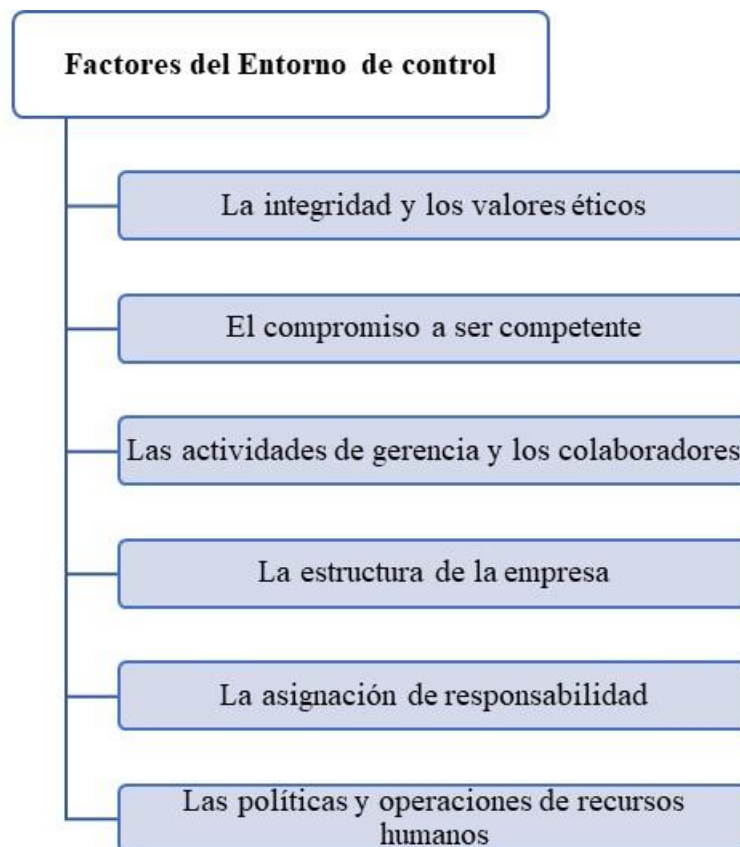 Factores del Entorno de control
La integridad y los valores éticos
El compromiso a ser competente
Las actividades de gerencia y los colaboradores
La estructura de la empresa
La asignación de responsabilidad
Las políticas y operaciones de recursos
humanos